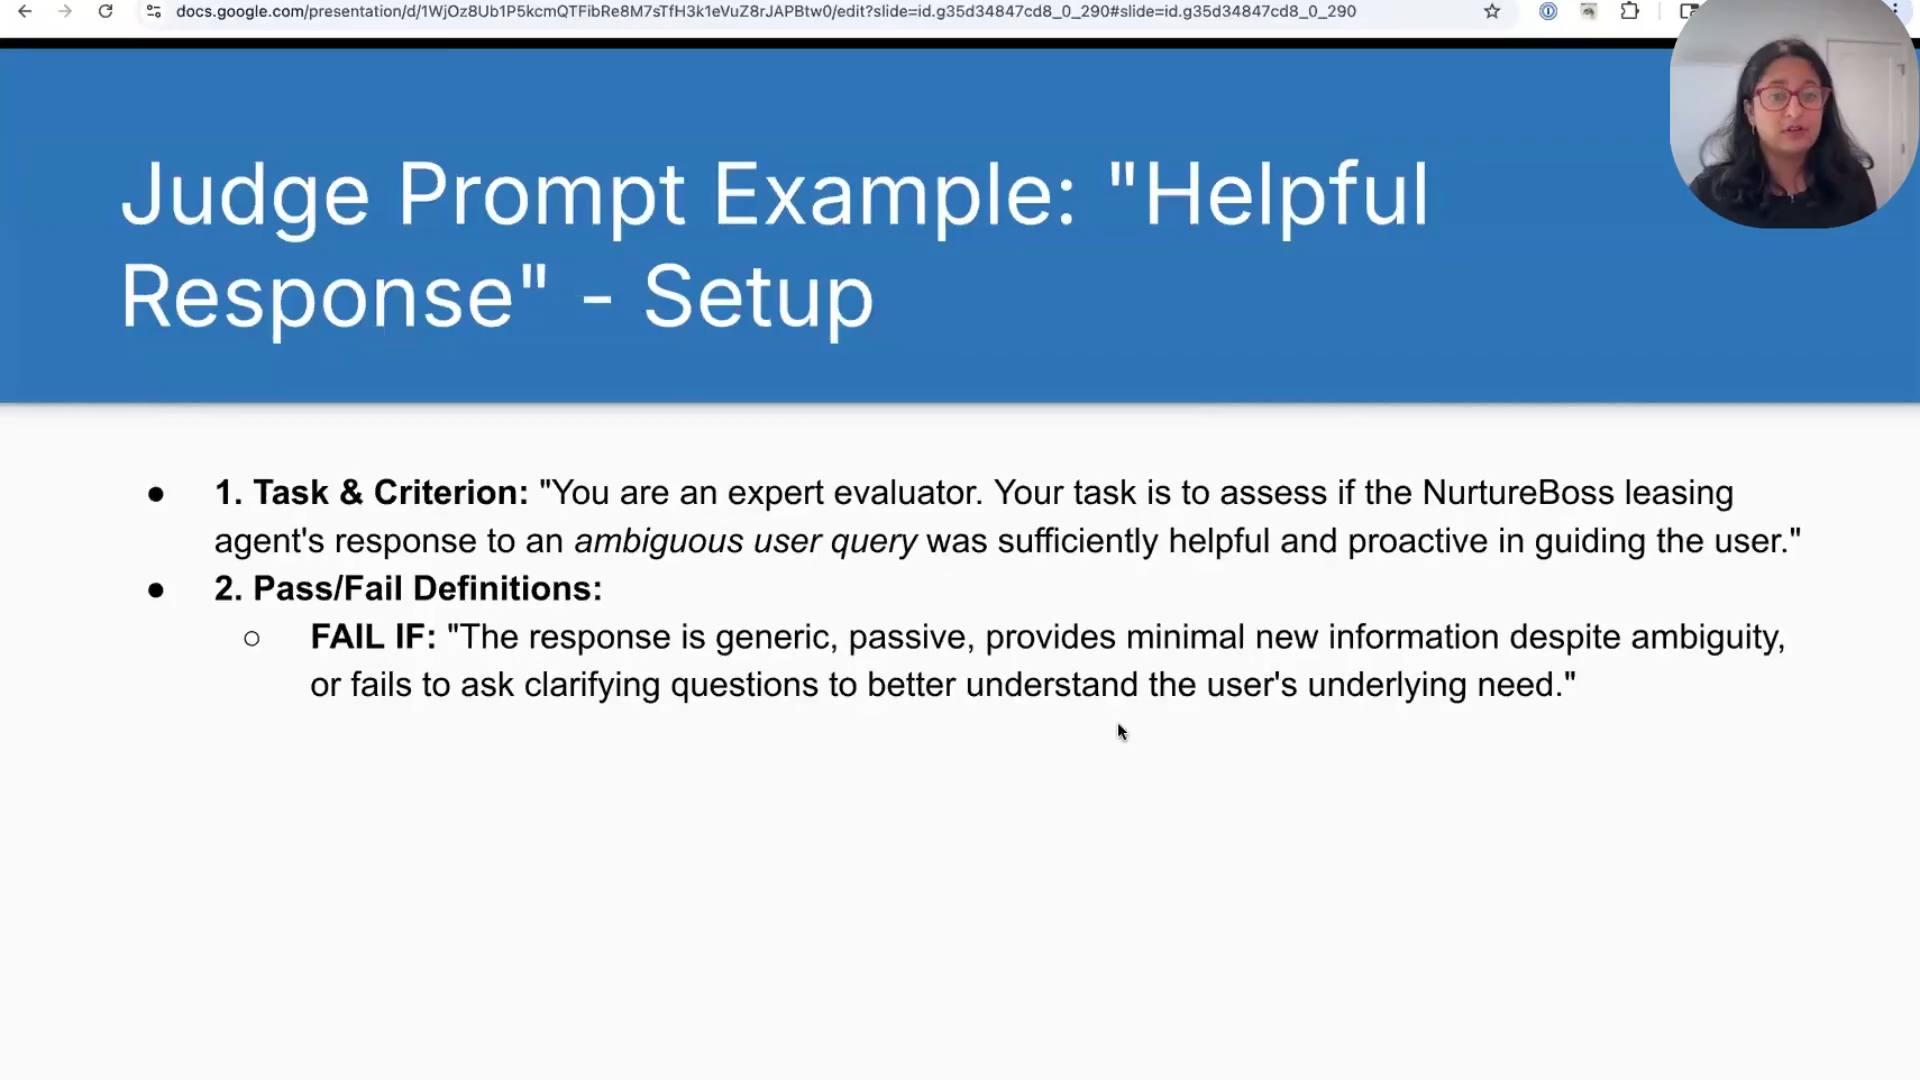 docs.google.com/presentation/d/1WjOz8Ub1P5kcmQTFibRe8M7sTfH3k1eVuZ8rJAPBtw0/edit?slide=id.g35d34847cd8_0_290#slide=id.g35d34847cd8_0_290
Judge Prompt Example: "Helpful
Response" - Setup
● 1. Task & Criterion: "You are an expert evaluator. Your task is to assess if the NurtureBoss leasing
agent's response to an ambiguous user query was sufficiently helpful and proactive in guiding the user."
● 2. Pass/Fail Definitions:
○ FAIL IF: "The response is generic, passive, provides minimal new information despite ambiguity,
or fails to ask clarifying questions to better understand the user's underlying need."